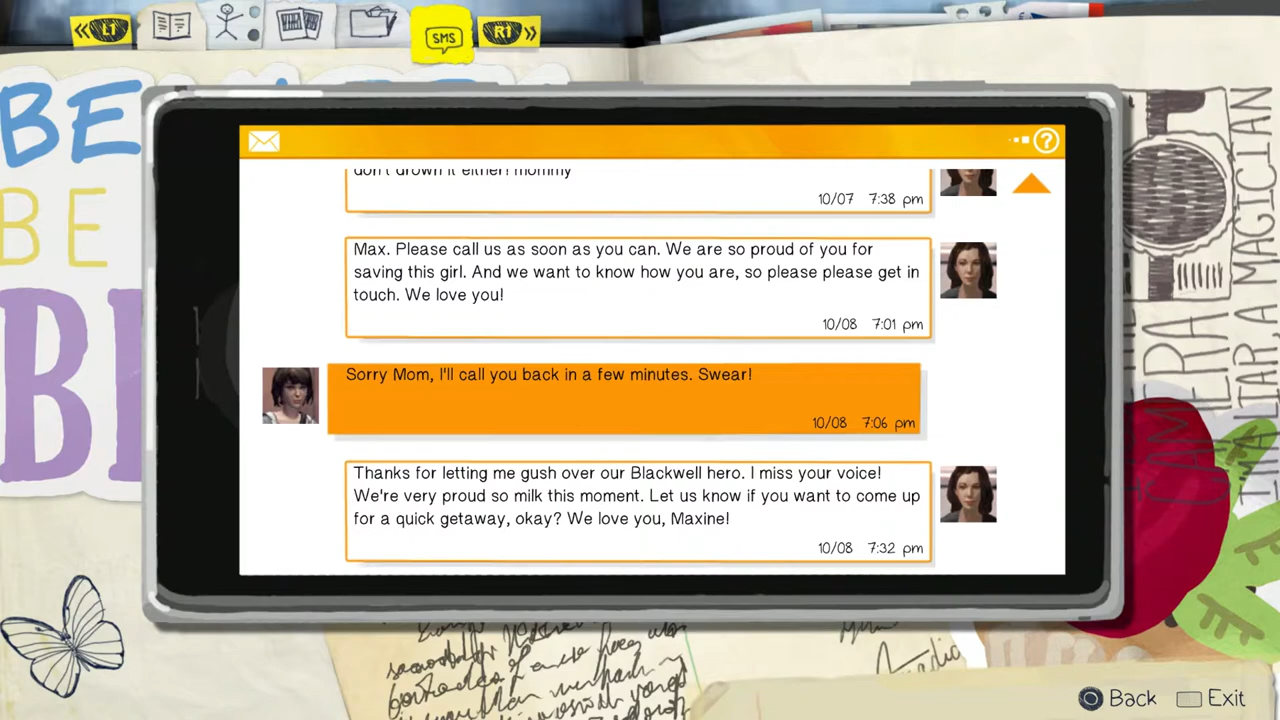 LT
SMS
R1
don't drown it either! mommy
10/07 7:38 pm
Max. Please call us as soon as you can. We are so proud of you for
saving this girl. And we want to know how you are, so please please get in
touch. We love you!
10/08 7:01 pm
Sorry Mom, I'll call you back in a few minutes. Swear!
10/08 7:06 pm
Thanks for letting me gush over our Blackwell hero. I miss your voice!
We're very proud so milk this moment. Let us know if you want to come up
for a quick getaway, okay? We love you, Maxine!
10/08 7:32 pm
BE
BE
MAGICIAN
Back
Exit